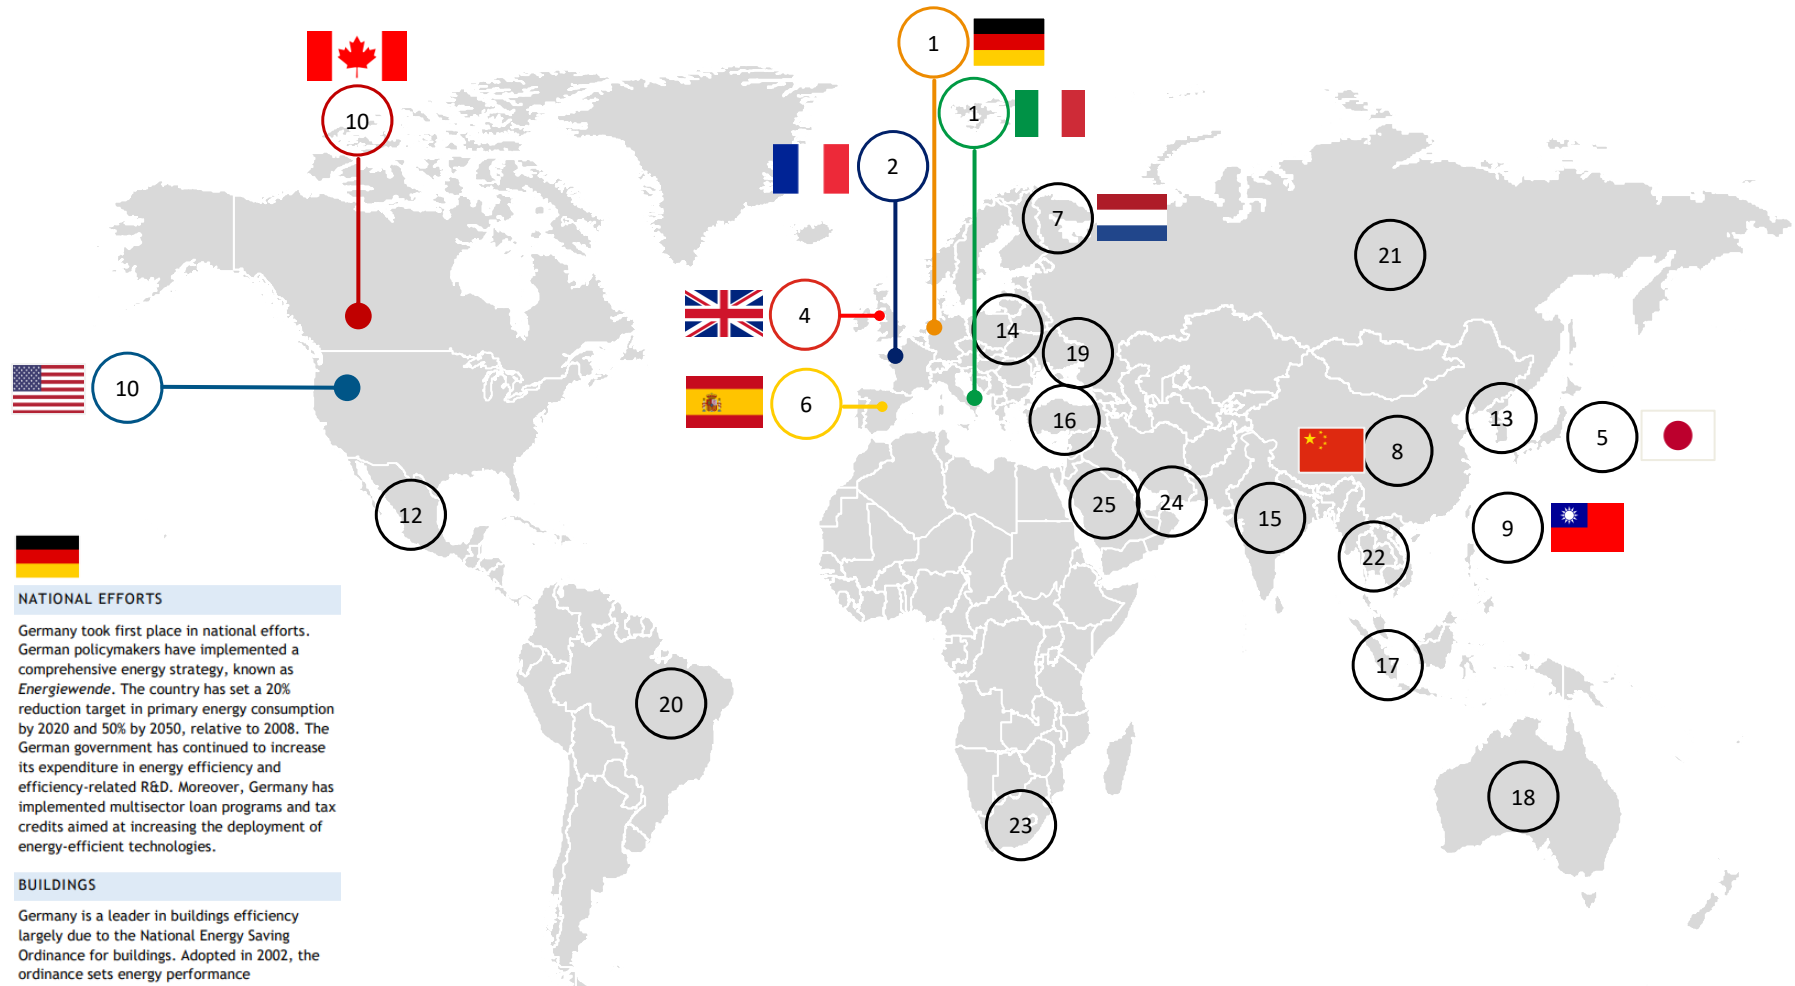 1
10
1
2
7
21
4
14
19
10
6
16
13
5
8
25
24
15
12
9
22
17
20
18
23
NATIONAL EFFORTS
Germany took first place in national efforts.
German policymakers have implemented a
comprehensive energy strategy, known as
Energiewende. The country has set a 20%
reduction target in primary energy consumption
by 2020 and 50% by 2050, relative to 2008. The
German government has continued to increase
its expenditure in energy efficiency and
efficiency-related R&D. Moreover, Germany has
implemented multisector loan programs and tax
credits aimed at increasing the deployment of
energy-efficient technologies.
BUILDINGS
Germany is a leader in buildings efficiency
largely due to the National Energy Saving
Ordinance for buildings. Adopted in 2002, the
ordinance sets energy performance